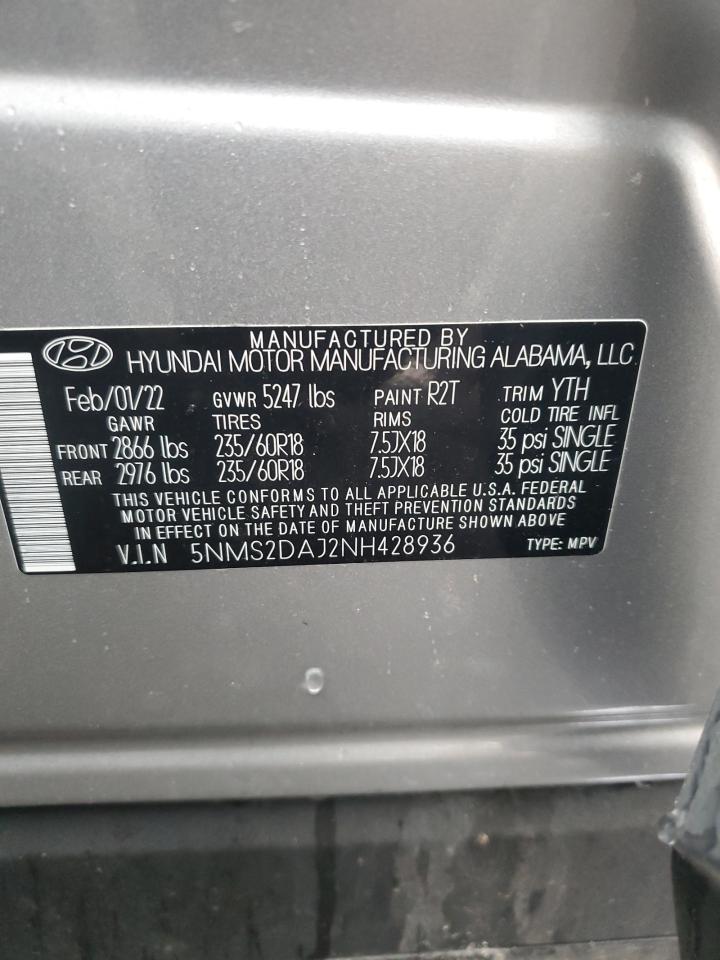 MANUFACTURED BY
HYUNDAI MOTOR MANUFACTURING ALABAMA, LLC
Feb/01/22 GVWR 5247 lbs PAINT R2T TRIM YTH
GAWR TIRES RIMS COLD TIRE INFL
FRONT 2866 lbs 235/60R18 7.5JX18 35 psi SINGLE
REAR 2976 lbs 235/60R18 7.5JX18 35 psi SINGLE
THIS VEHICLE CONFORMS TO ALL APPLICABLE U.S.A. FEDERAL
MOTOR VEHICLE SAFETY AND THEFT PREVENTION STANDARDS
IN EFFECT ON THE DATE OF MANUFACTURE SHOWN ABOVE
V.I.N 5NMS2DAJ2NH428936 TYPE: MPV